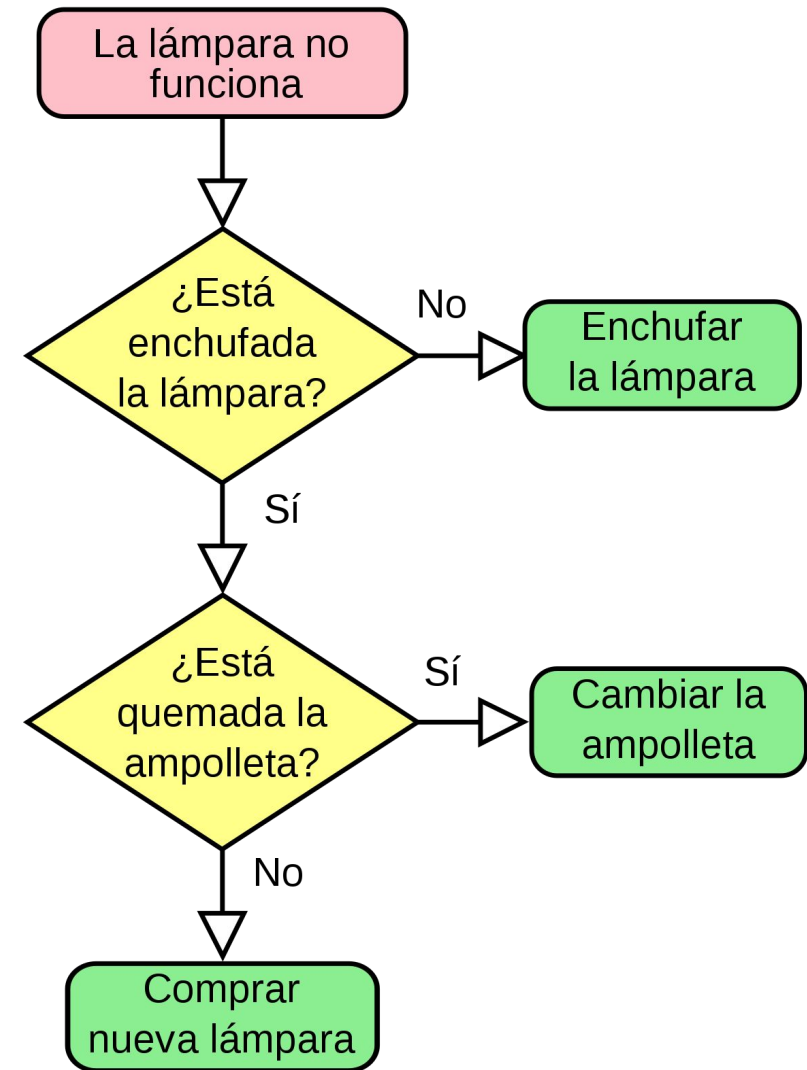 La lámpara no
funciona
¿Está
enchufada
la lámpara?
No
Enchufar
la lámpara
Sí
¿Está
quemada la
ampolleta?
Sí
Cambiar la
ampolleta
No
Comprar
nueva lámpara